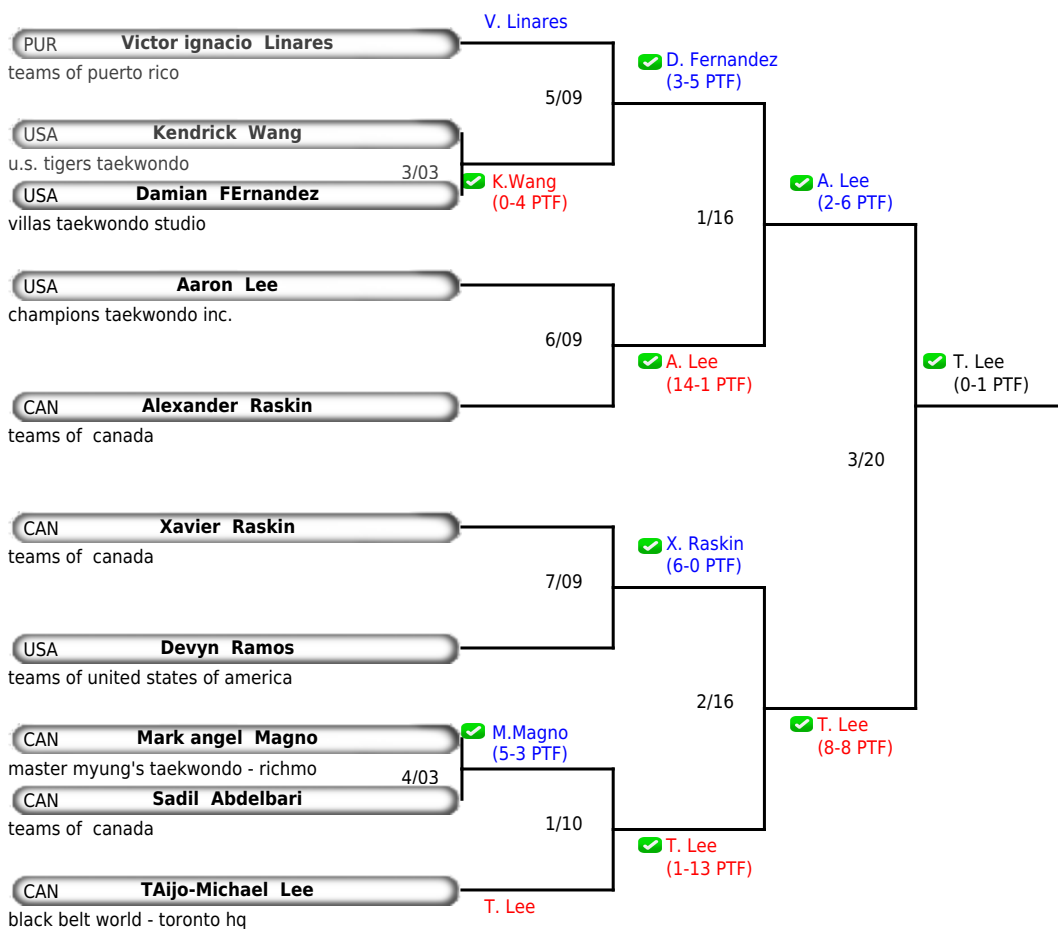 V. Linares
PUR Victor ignacio Linares
teams of puerto rico
D. Fernandez
(3-5 PTF)
5/09
USA Kendrick Wang
u.s. tigers taekwondo
3/03
K.Wang
(0-4 PTF)
USA Damian FErnandez
villas taekwondo studio
A. Lee
(2-6 PTF)
1/16
USA Aaron Lee
champions taekwondo inc.
6/09
A. Lee
(14-1 PTF)
T. Lee
(0-1 PTF)
CAN Alexander Raskin
teams of canada
3/20
CAN Xavier Raskin
teams of canada
X. Raskin
(6-0 PTF)
7/09
USA Devyn Ramos
teams of united states of america
2/16
T. Lee
(8-8 PTF)
CAN Mark angel Magno
master myung's taekwondo - richmo
M.Magno
(5-3 PTF)
4/03
CAN Sadil Abdelbari
teams of canada
1/10
T. Lee
(1-13 PTF)
CAN TAijo-Michael Lee
T. Lee
black belt world - toronto hq